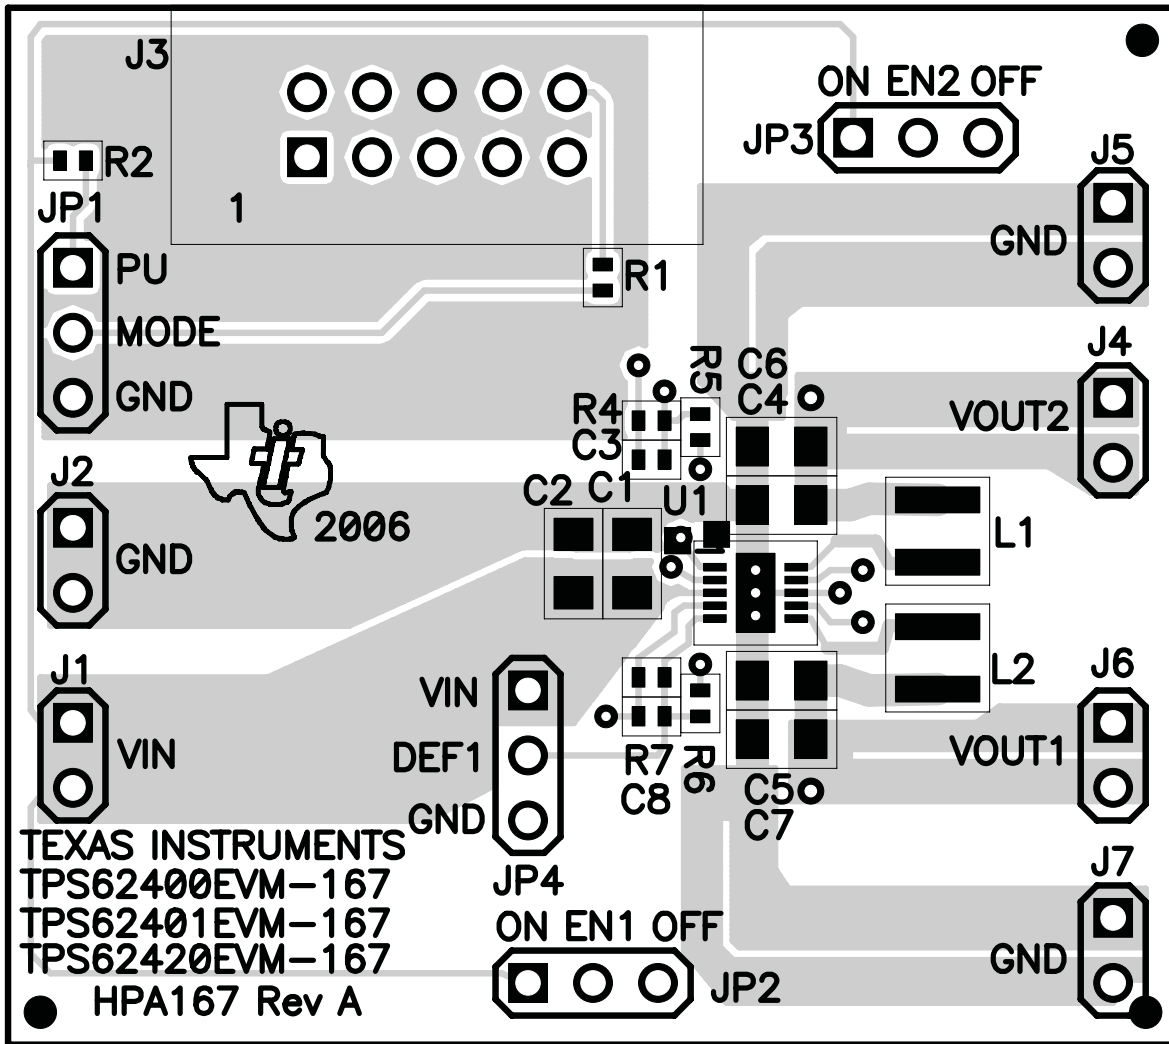 J3
ON EN2 OFF
JP3
J5
R2
JP1
1
GND
PU
R1
MODE
J4
R5
C6
C4
GND
R4
VOUT2
C3
J2
C2 C1
U1
2006
L1
GND
1
J1
VIN
L2
J6
VIN
DEF1
R7
R6
VOUT1
C8
C5
C7
GND
TEXAS INSTRUMENTS
J7
TPS62400EVM-167
JP4
TPS62401EVM-167
ON EN1 OFF
TPS62420EVM-167
GND
HPA167 Rev A
JP2